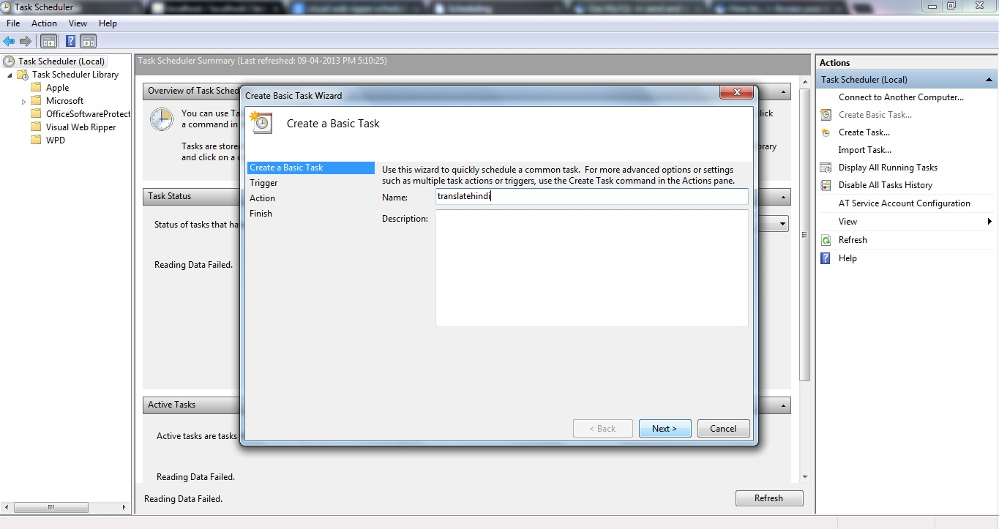 Task Scheduler
File Action View Help
Task Scheduler (Local)
Task Scheduler Library
Apple
Microsoft
OfficeSoftwareProtect
Visual Web Ripper
WPD
Task Scheduler Summary (Last refreshed: 09-04-2013 PM 5:10:25)
Overview of Task Sched
You can use Ta
lick
a command in
Tasks are store
brary
and click on a
Task Status
Status of tasks that ha
Reading Data Failed.
Active Tasks
Active tasks are tasks
Reading Data Failed.
Reading Data Failed.
Refresh
Create Basic Task Wizard
Create a Basic Task
Create a Basic Task
Trigger
Action
Finish
Use this wizard to quickly schedule a common task. For more advanced options or settings
such as multiple task actions or triggers, use the Create Task command in the Actions pane.
Name: translatehindi
Description:
< Back Next > Cancel
Actions
Task Scheduler (Local)
Connect to Another Computer...
Create Basic Task...
Create Task...
Import Task...
Display All Running Tasks
Disable All Tasks History
AT Service Account Configuration
View
Refresh
Help